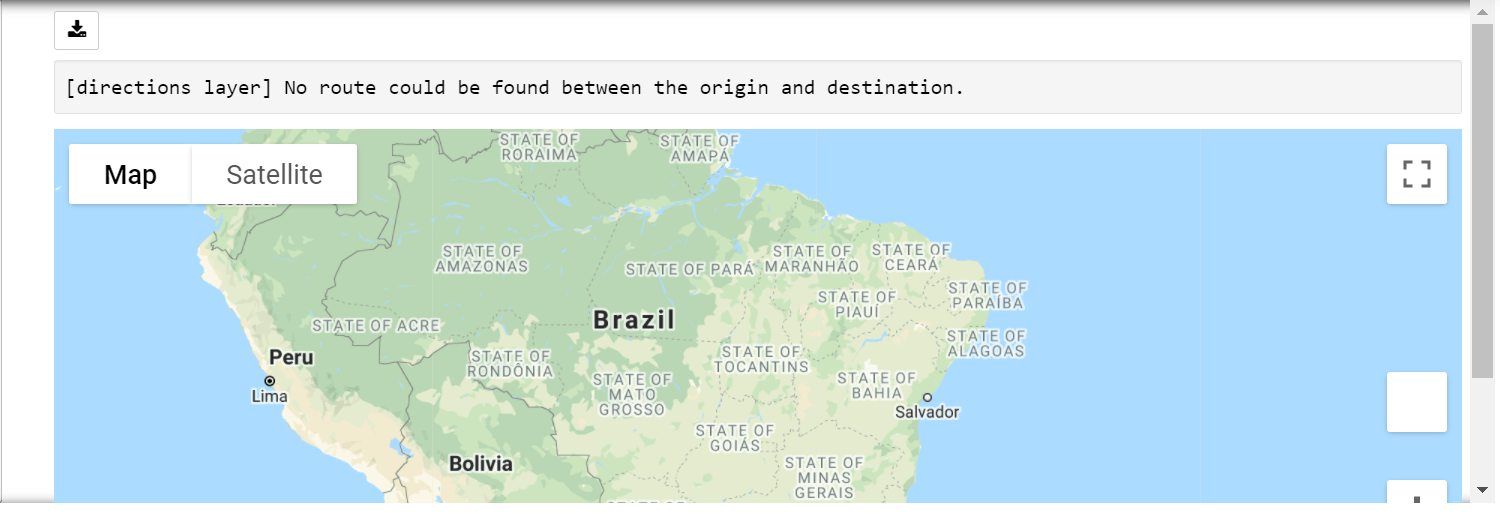 [directions layer] No route could be found between the origin and destination.
Map
Satellite
STATE OF
RORAIMA
STATE OF
AMAPÁ
STATE OF
AMAZONAS
STATE OF PARÁ
STATE OF
MARANHÃO
STATE OF
CEARÁ
STATE OF
PIAUÍ
STATE OF
PARAÍBA
STATE OF ACRE
Brazil
STATE OF
ALAGOAS
Peru
Lima
STATE OF
RONDÔNIA
STATE OF
TOCANTINS
STATE OF
MATO
GROSSO
STATE OF
BAHIA
Salvador
STATE OF
GOIÁS
Bolivia
STATE OF
MINAS
GERAIS